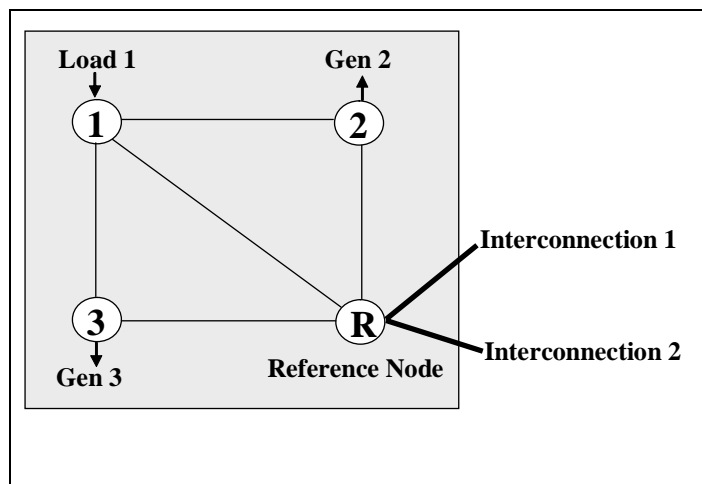 Load 1
Gen 2
1
2
Interconnection 1
3
R
Interconnection 2
Reference Node
Gen 3